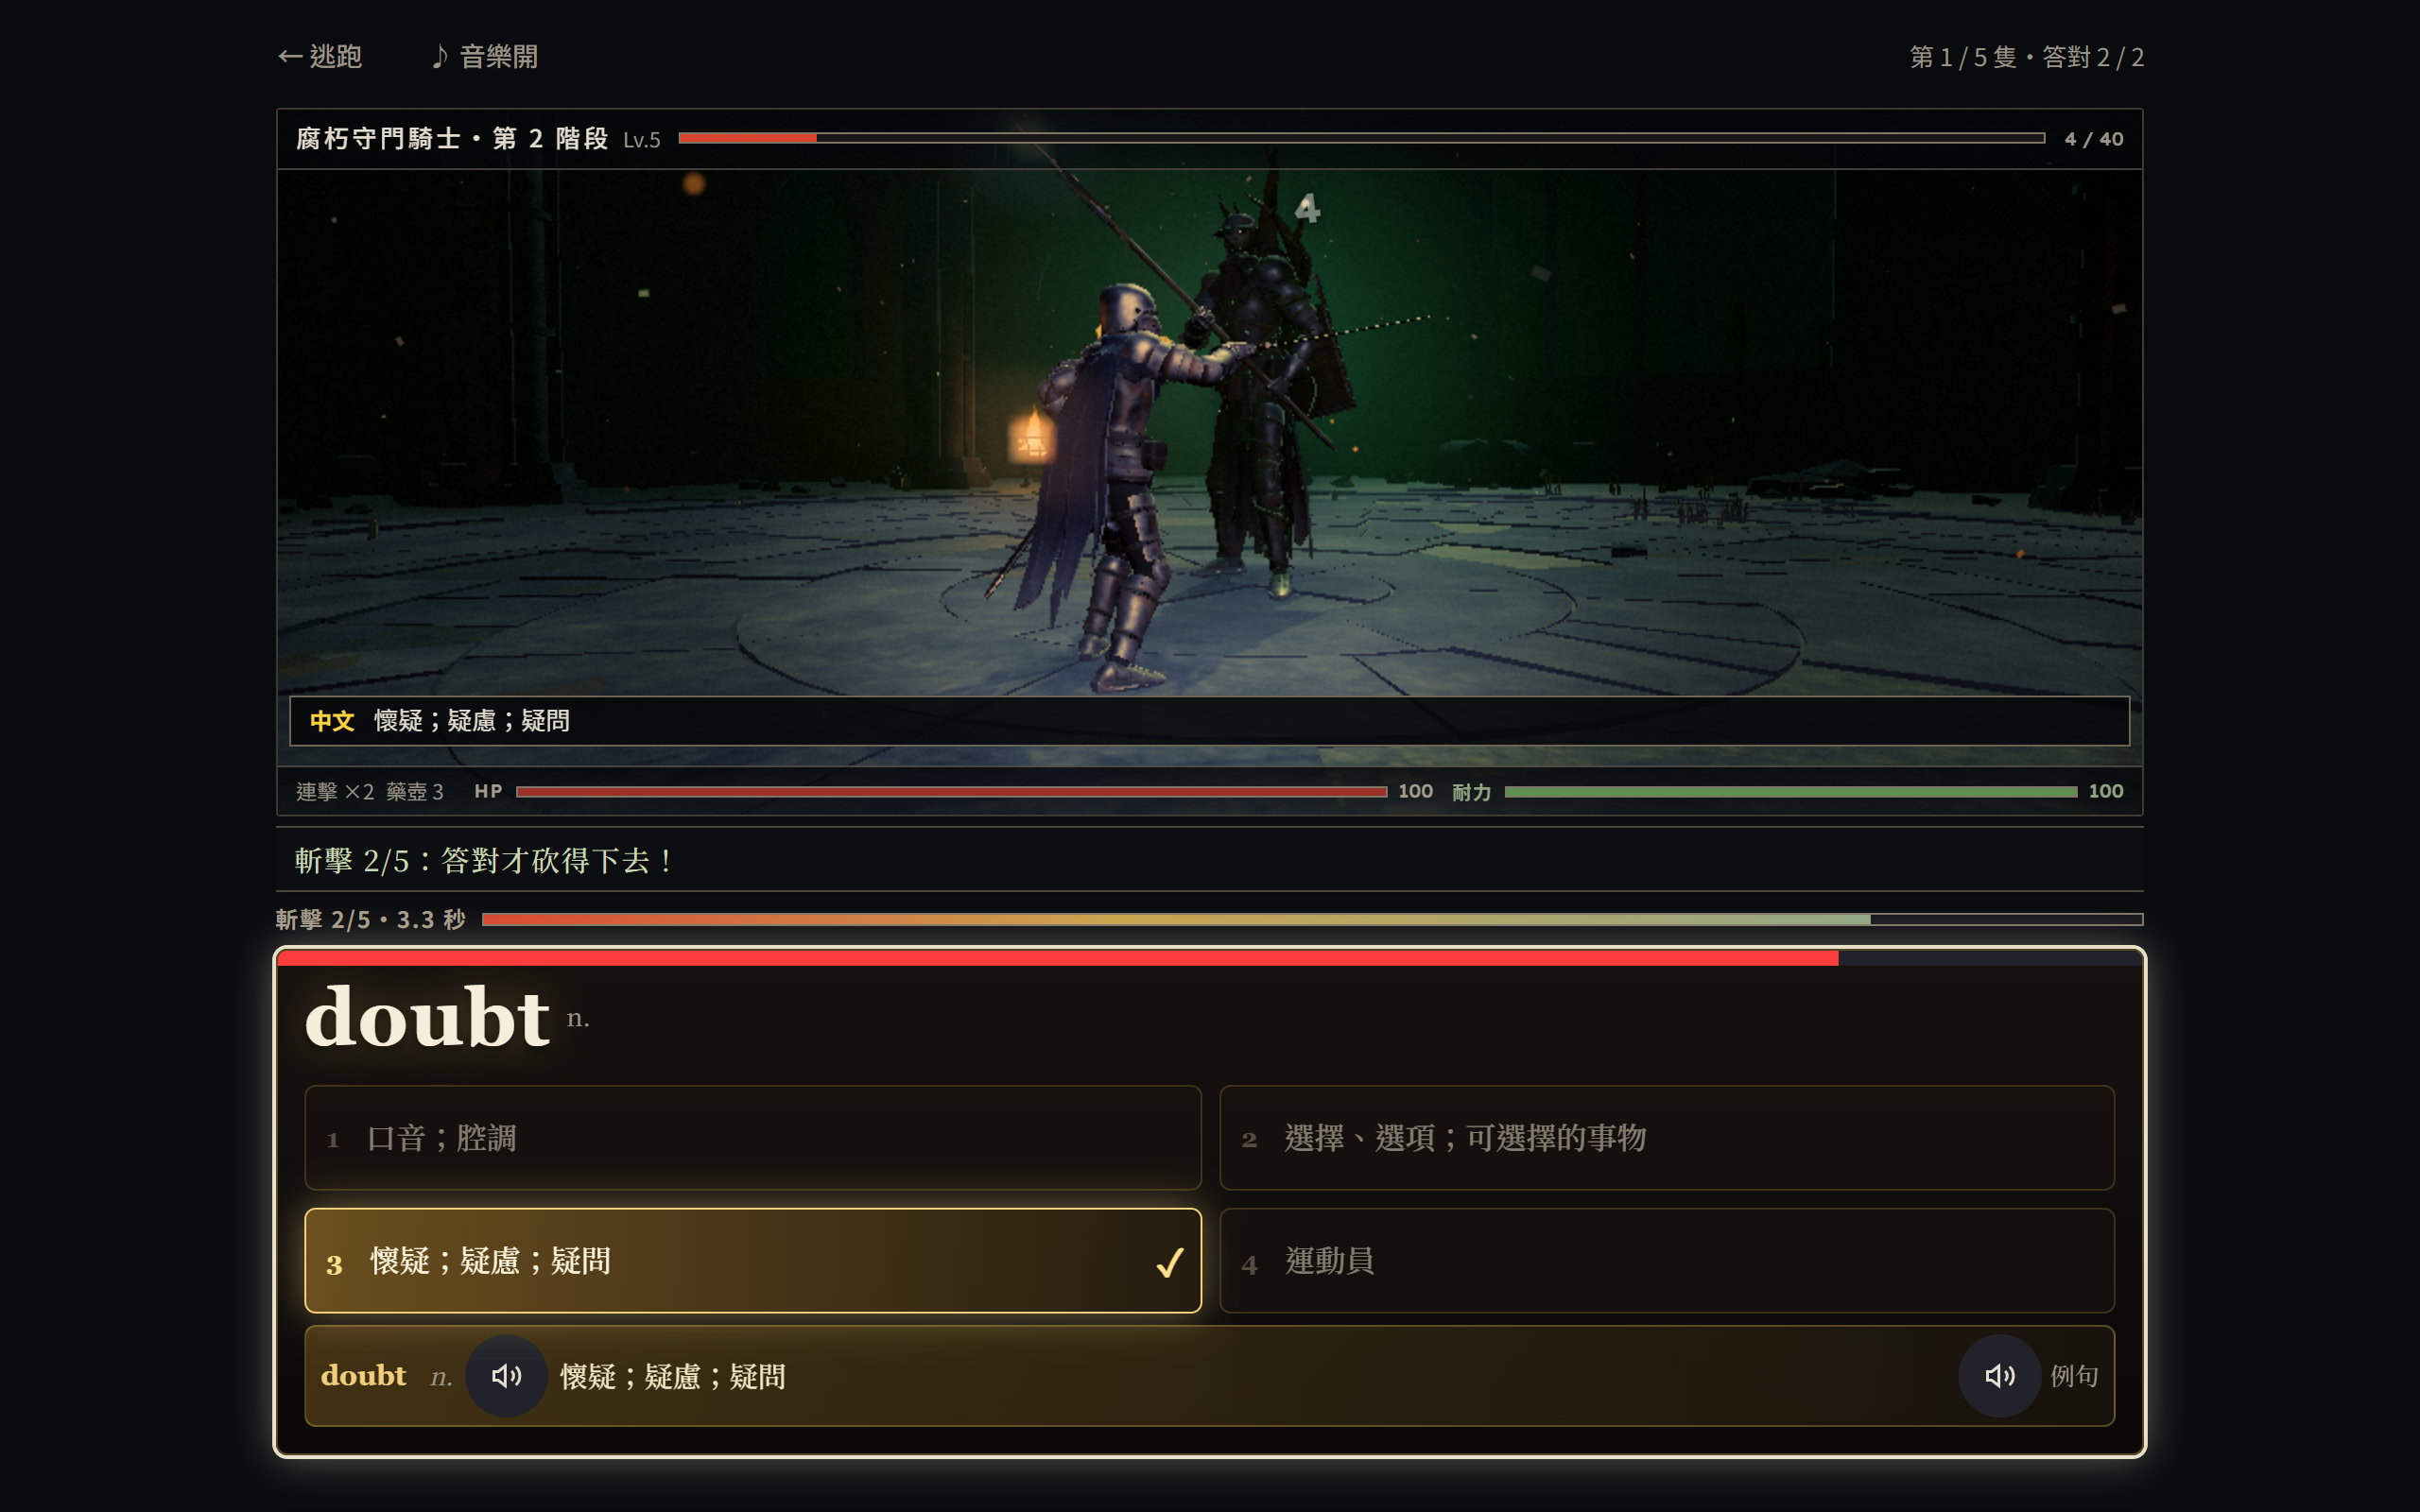 ← 逃跑 ♪ 音樂開 第 1 / 5 隻・答對 2 / 2
腐朽守門騎士・第 2 階段 Lv.5 4 / 40
4
中文 懷疑；疑慮；疑問
連擊 ×2 藥壺 3 HP 100 耐力 100
斬擊 2/5：答對才砍得下去！
斬擊 2/5・3.3 秒
doubt n.
1 口音；腔調
2 選擇、選項；可選擇的事物
3 懷疑；疑慮；疑問 ✓
4 運動員
doubt n. 懷疑；疑慮；疑問 例句